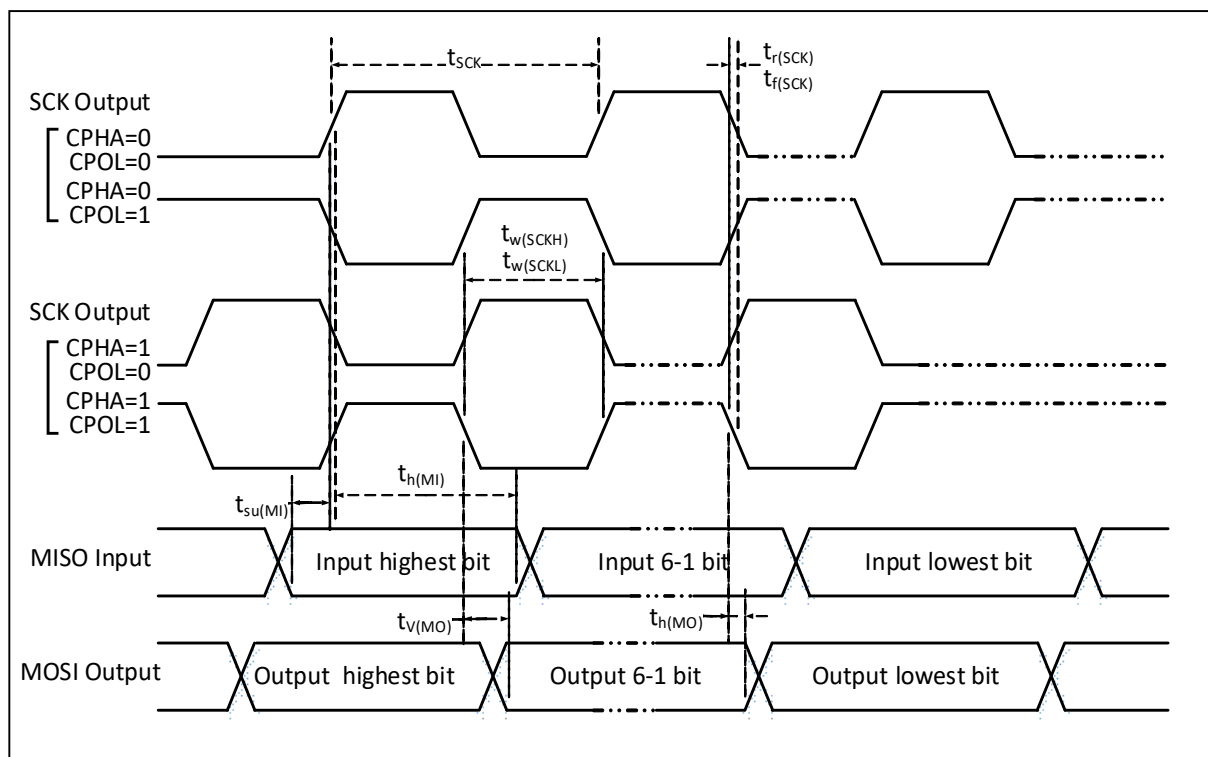 tSCK
tr(SCK)
tf(SCK)
SCK Output
CPHA=0
CPOL=0
CPHA=0
CPOL=1
tw(SCKH)
tw(SCKL)
SCK Output
CPHA=1
CPOL=0
CPHA=1
CPOL=1
tsu(MI)
th(MI)
MISO Input
Input highest bit
Input 6-1 bit
Input lowest bit
tV(MO)
th(MO)
MOSI Output
Output highest bit
Output 6-1 bit
Output lowest bit